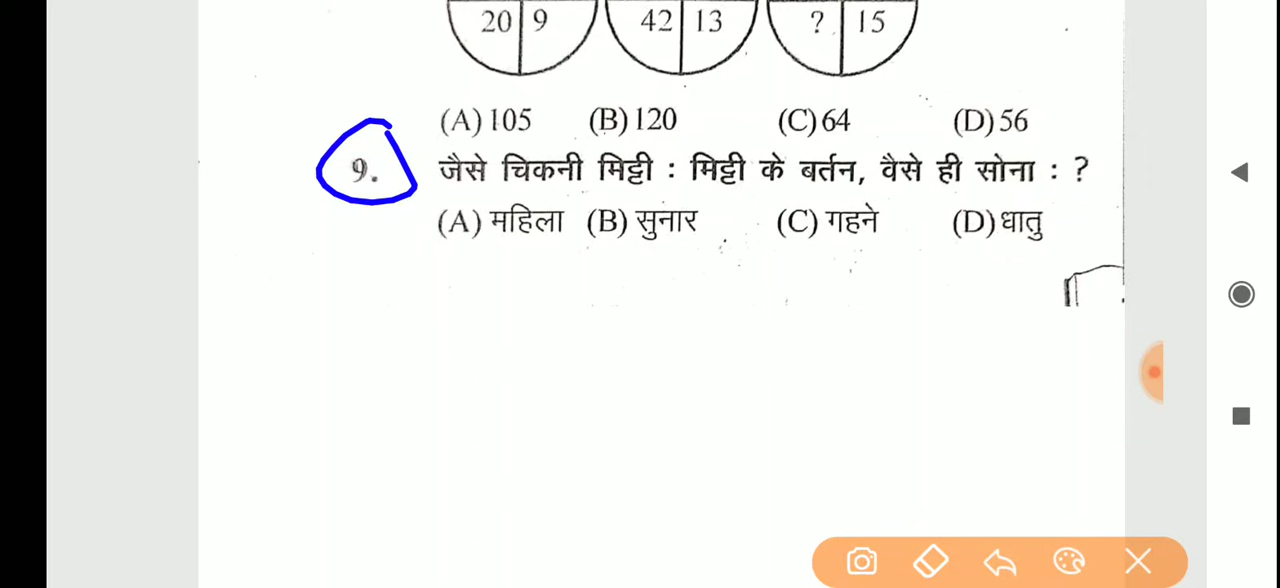 20 9 42 13 ? 15
(A) 105 (B) 120 (C) 64 (D) 56
9. जैसे चिकनी मिट्टी : मिट्टी के बर्तन, वैसे ही सोना : ?
(A) महिला (B) सुनार (C) गहने (D) धातु